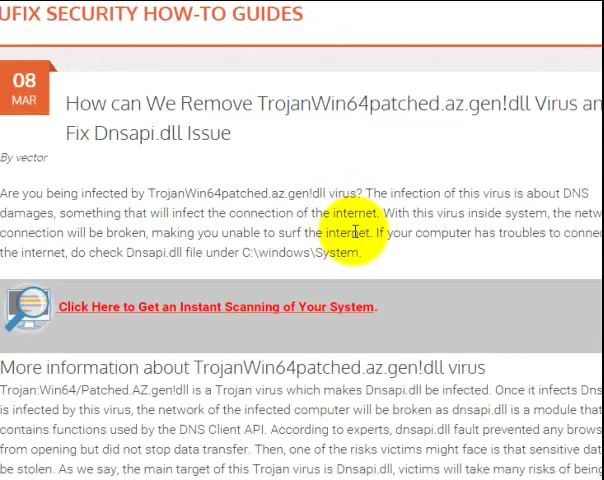 UFIX SECURITY HOW-TO GUIDES
08
MAR
How can We Remove TrojanWin64patched.az.gen!dll Virus an
Fix Dnsapi.dll Issue
By vector
Are you being infected by TrojanWin64patched.az.gen!dll virus? The infection of this virus is about DNS
damages, something that will infect the connection of the internet. With this virus inside system, the netw
connection will be broken, making you unable to surf the internet. If your computer has troubles to connec
the internet, do check Dnsapi.dll file under C:\windows\System.
Click Here to Get an Instant Scanning of Your System.
More information about TrojanWin64patched.az.gen!dll virus
Trojan:Win64/Patched.AZ.gen!dll is a Trojan virus which makes Dnsapi.dll be infected. Once it infects Dns
is infected by this virus, the network of the infected computer will be broken as dnsapi.dll is a module that
contains functions used by the DNS Client API. According to experts, dnsapi.dll fault prevented any brows
from opening but did not stop data transfer. Then, one of the risks victims might face is that sensitive dat
be stolen. As we say, the main target of this Trojan virus is Dnsapi.dll, victims will take many risks of being